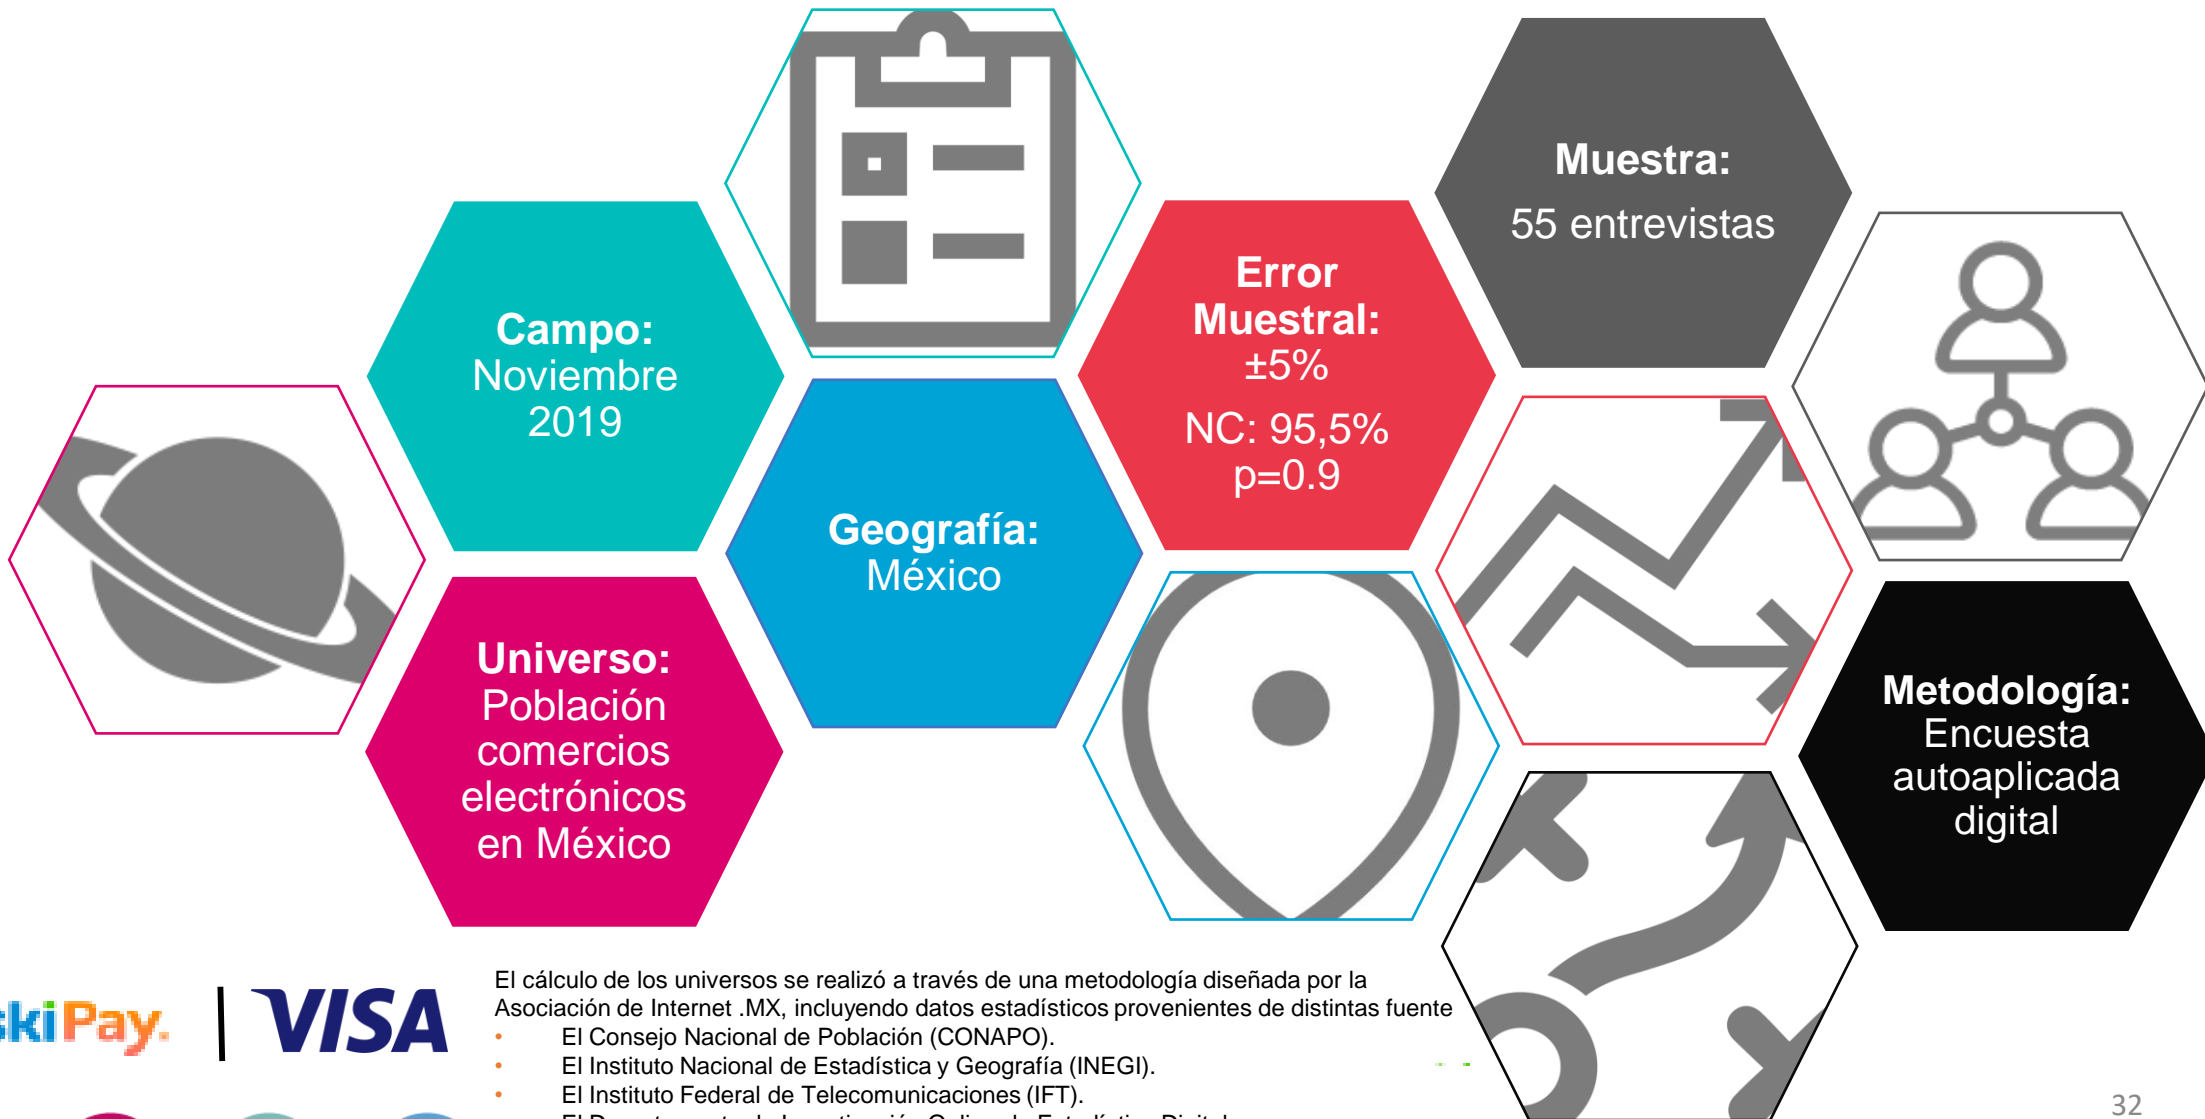 Muestra:
55 entrevistas
Error
Muestral:
±5%
NC: 95,5%
p=0.9
Campo:
Noviembre
2019
Geografía:
México
Universo:
Población
comercios
electrónicos
en México
Metodología:
Encuesta
autoaplicada
digital
El cálculo de los universos se realizó a través de una metodología diseñada por la
Asociación de Internet .MX, incluyendo datos estadísticos provenientes de distintas fuente
• El Consejo Nacional de Población (CONAPO).
• El Instituto Nacional de Estadística y Geografía (INEGI).
• El Instituto Federal de Telecomunicaciones (IFT).
skiPay. | VISA
32